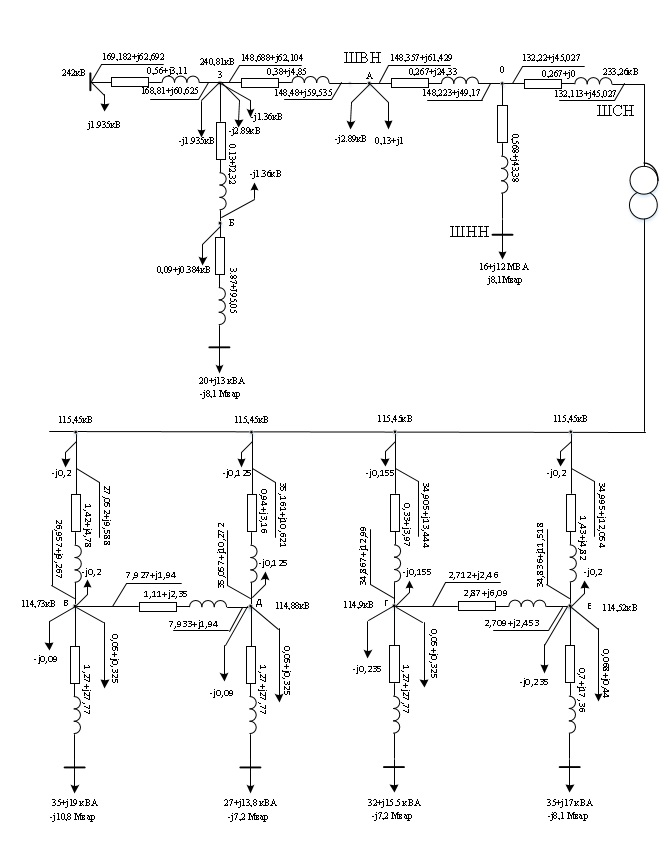 ШВН
169,182+j62,692
240,81кВ
148,688+j62,104
148,357+j61,429
0
132,22+j45,027
242кВ
0,56+j3,11
3
0,38+j4,85
А
0,267+j24,33
0,267+j0
233,26кВ
168,81+j60,625
148,48+j59,535
148,223+j49,17
132,113+j45,027
ШСН
j1.935кВ
-j1.36кВ
-j2.89кВ
-j1.935кВ
-j2.89кВ
0,13+j1
0,13+j2,32
0,568+j43,38
-j1.36кВ
Б
ШНН
0,09+j0.384кВ
16+j12 МВА
j8,1Мвар
3,87+j95,05
20+j13 кВА
-j8,1 Мвар
115,45кВ
115,45кВ
115,45кВ
115,45кВ
-j0,2
-j0,125
-j0,155
-j0,2
27,052+j9,588
35,161+j10,621
34,905+j13,444
34,995+j12,054
1,42+j4,78
0,94+j3,16
0,33+j3,97
1,43+j4,82
26,957+j9,267
35,057+j10,272
34,867+j12,99
34,836+j11,518
-j0,2
-j0,125
-j0,155
-j0,2
7,927+j1,94
2,712+j2,46
114,73кВ
В
1,11+j2,35
Д
114,88кВ
114,9кВ
Г
2,87+j6,09
Е
114,52кВ
7,933+j1,94
2,709+j2,453
-j0,09
0,05+j0,325
-j0,09
0,05+j0,325
-j0,235
0,05+j0,325
-j0,235
0,068+j0,44
1,27+j27,77
1,27+j27,77
1,27+j27,77
0,7+j17,36
35+j19 кВА
-j10,8 Мвар
27+j13,8 кВА
-j7,2 Мвар
32+j15.5 кВА
-j7,2 Мвар
35+j17 кВА
-j8,1 Мвар